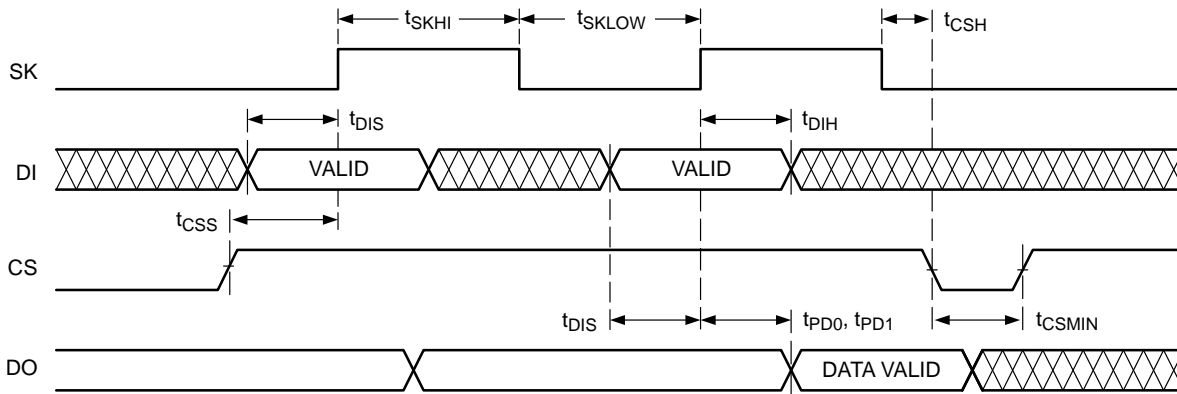 tSKHI tSKLOW tCSH
SK
tDIS tDIH
DI VALID VALID
tCSS
CS
tDIS tPD0, tPD1 tCSMIN
DO DATA VALID